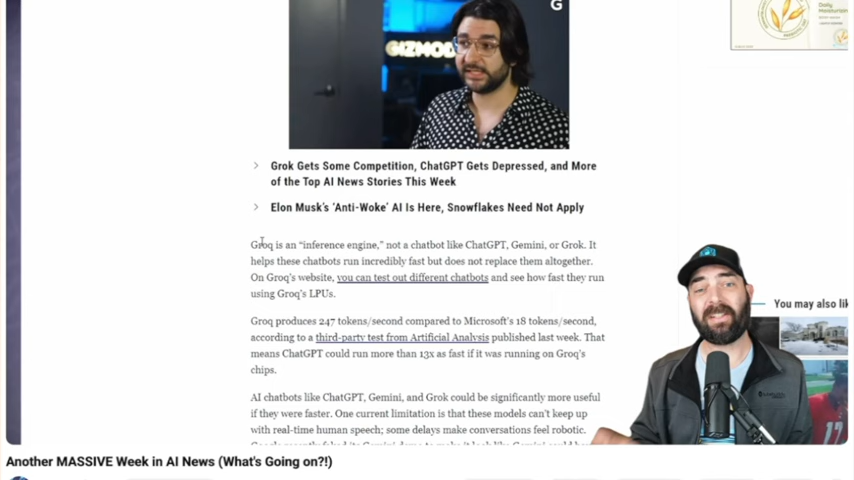 G
GIZMOD
Daily
Moisturizi
Grok Gets Some Competition, ChatGPT Gets Depressed, and More
of the Top AI News Stories This Week
Elon Musk's 'Anti-Woke' AI Is Here, Snowflakes Need Not Apply
Groq is an “inference engine,” not a chatbot like ChatGPT, Gemini, or Grok. It
helps these chatbots run incredibly fast but does not replace them altogether.
On Groq's website, you can test out different chatbots and see how fast they run
using Groq's LPUs.
You may also lik
Groq produces 247 tokens/second compared to Microsoft's 18 tokens/second,
according to a third-party test from Artificial Analysis published last week. That
means ChatGPT could run more than 13x as fast if it was running on Groq's
chips.
AI chatbots like ChatGPT, Gemini, and Grok could be significantly more useful
if they were faster. One current limitation is that these models can't keep up
with real-time human speech; some delays make conversations feel robotic.
17
Another MASSIVE Week in AI News (What's Going on?!)